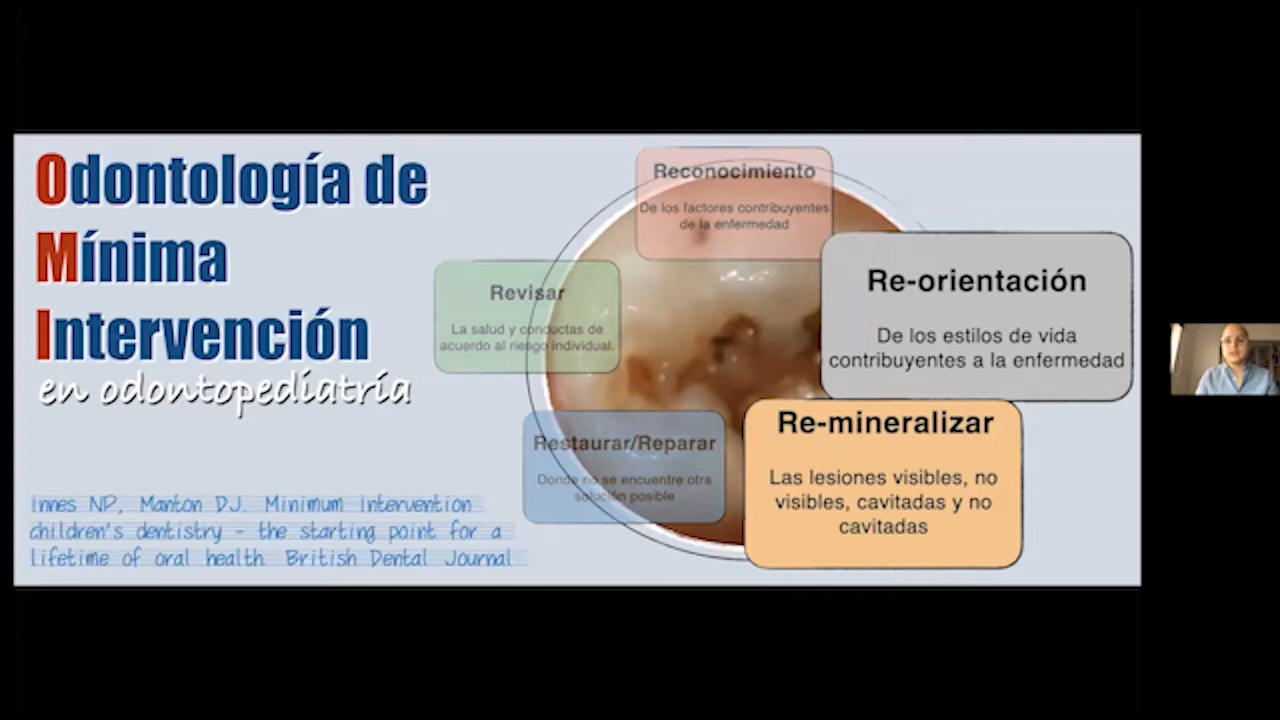 Odontología de
Mínima
Intervención
en odontopediatría
Innes NP, Manton DJ. Minimum Intervention
children's dentistry - the starting point for a
lifetime of oral health. British Dental Journal
Reconocimiento
De los factores contribuyentes
de la enfermedad
Re-orientación
De los estilos de vida
contribuyentes a la enfermedad
Re-mineralizar
Las lesiones visibles, no
visibles, cavitadas y no
cavitadas
Restaurar/Reparar
Donde no se encuentre otra
solución posible
Revisar
La salud y conductas de
acuerdo al riesgo individual.